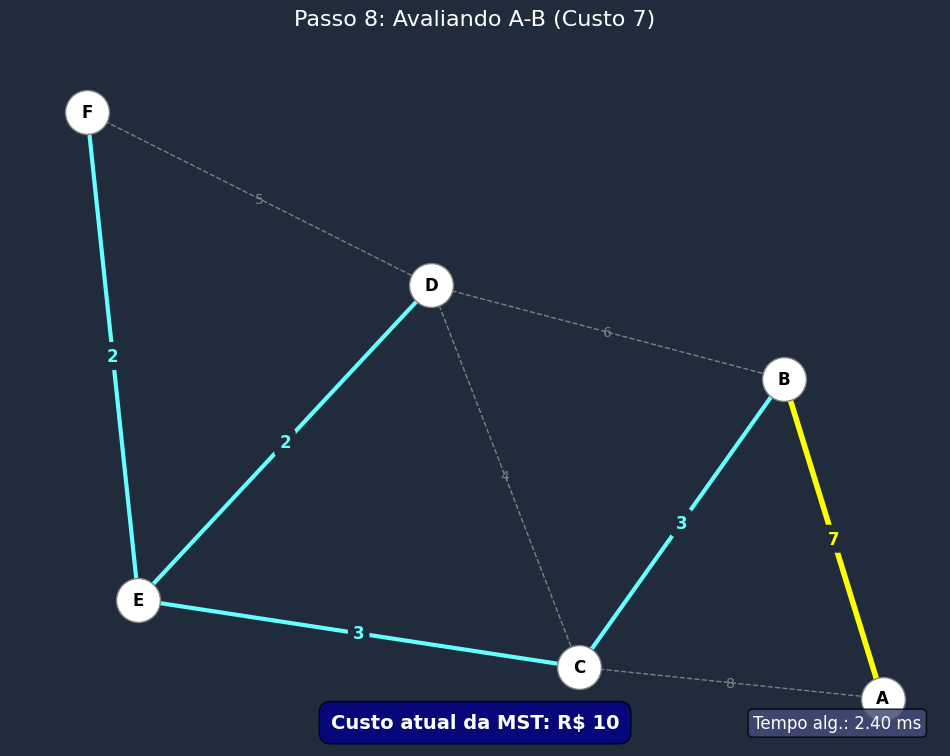 Passo 8: Avaliando A-B (Custo 7)
F
5
D
6
2
B
2
4
3
7
E
3
C
8
A
Custo atual da MST: R$ 10
Tempo alg.: 2.40 ms